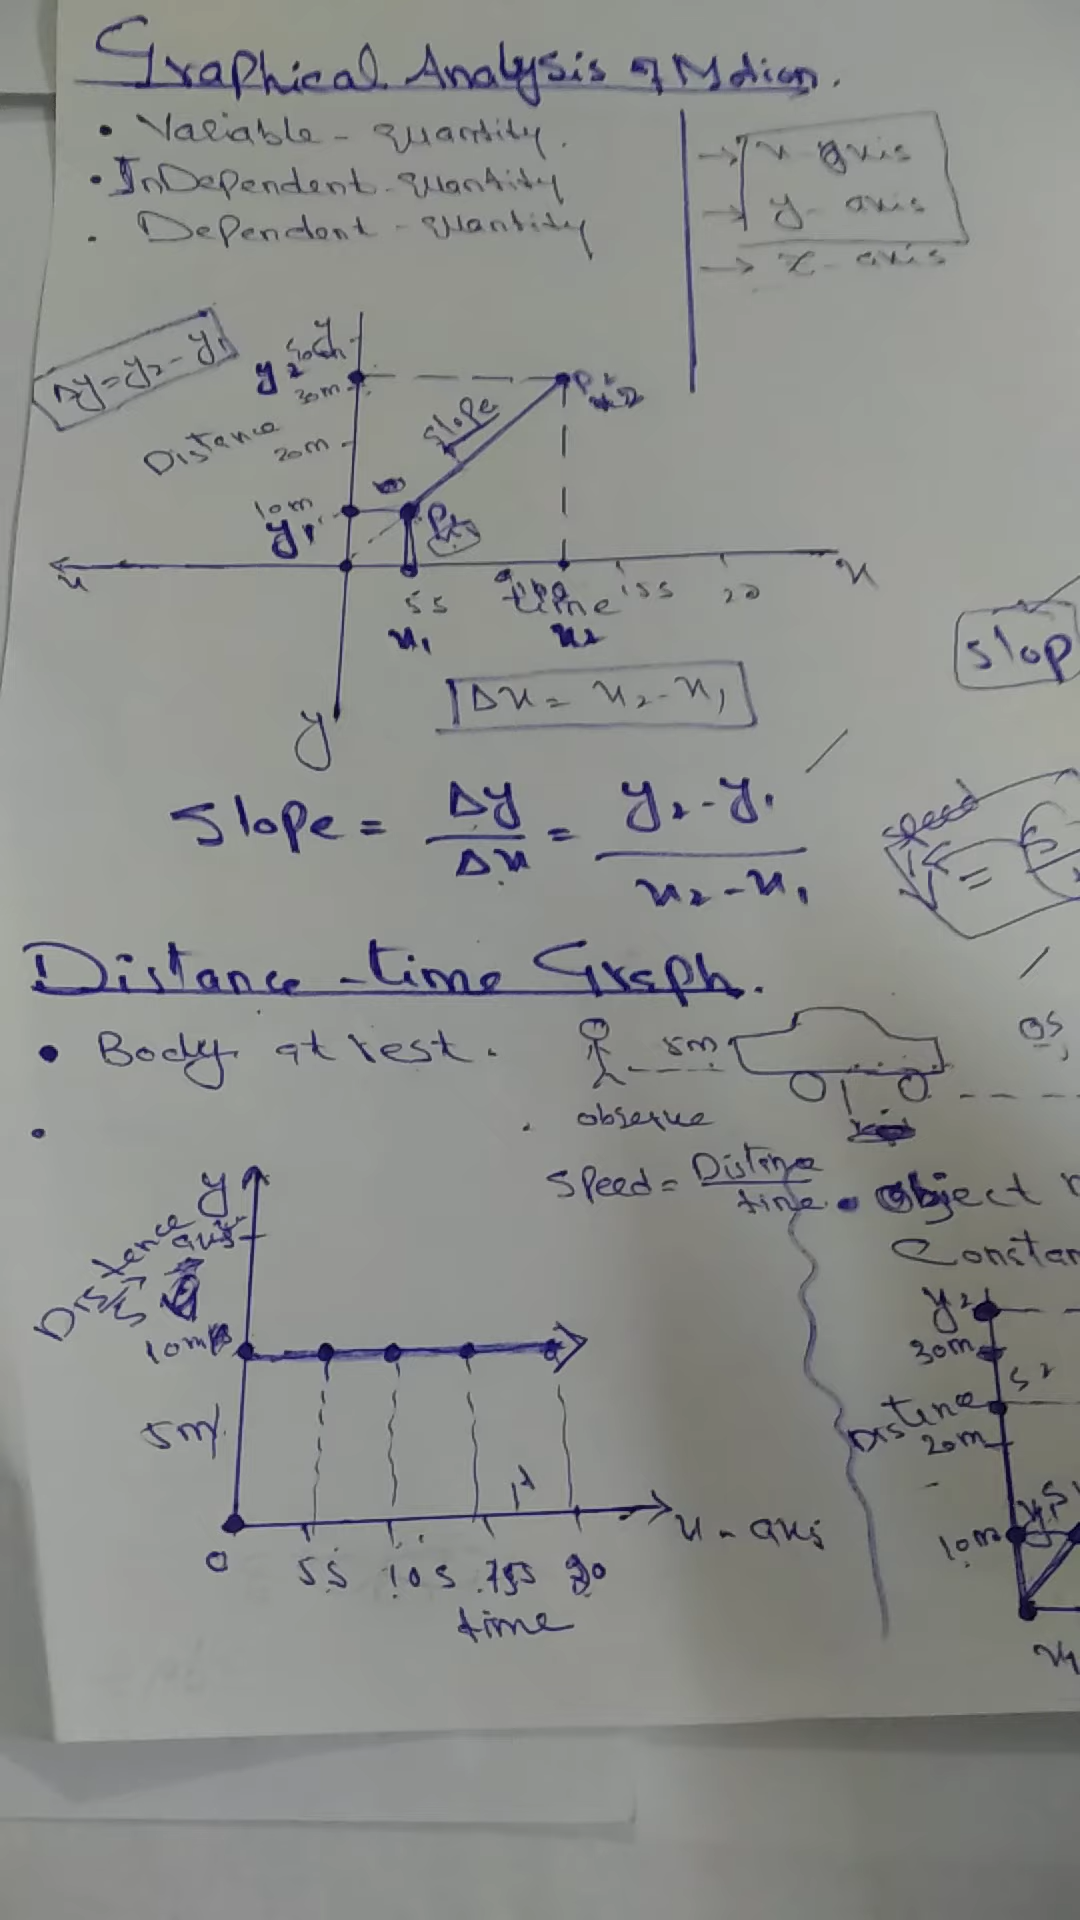 Graphical Analysis of Motion.
• Variable - quantity.
• InDependent - quantity
. Dependent - quantity
→ x-axis
→ y-axis
→ z-axis
Δy = y₂ - y₁
y
y₂
30m
Distance
20m
slope
10m
y₁
x
x
5s
time
15s
20
x₁
x₂
y
Δx = x₂ - x₁
Slop
Slope = Δy/Δx = y₂ - y₁/x₂ - x₁
speed
=
Distance - time Graph.
• Body at rest.
5m
observe
Speed = Distance/time
• Object
Constan
y
axis
Distance
10m
5m
0
5s 10s 15s 20
x - axis
time
y₂
30m
s₂
Distance
20m
10m
x₁